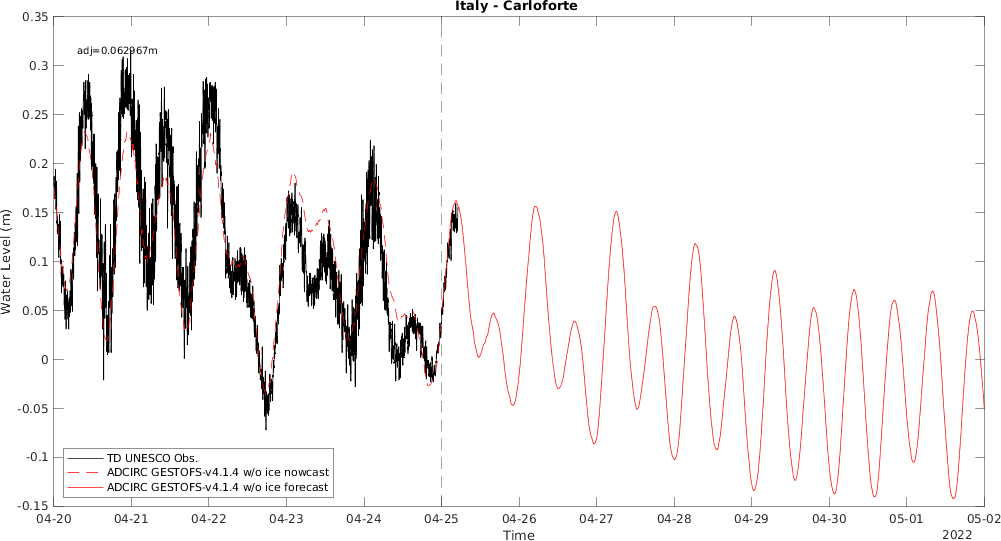 Italy - Carloforte
0.35
0.3
0.25
0.2
0.15
0.1
0.05
0
-0.05
-0.1
-0.15
Water Level (m)
adj=0.062967m
TD UNESCO Obs.
ADCIRC GESTOFS-v4.1.4 w/o ice nowcast
ADCIRC GESTOFS-v4.1.4 w/o ice forecast
04-20 04-21 04-22 04-23 04-24 04-25 04-26 04-27 04-28 04-29 04-30 05-01 05-02
Time
2022